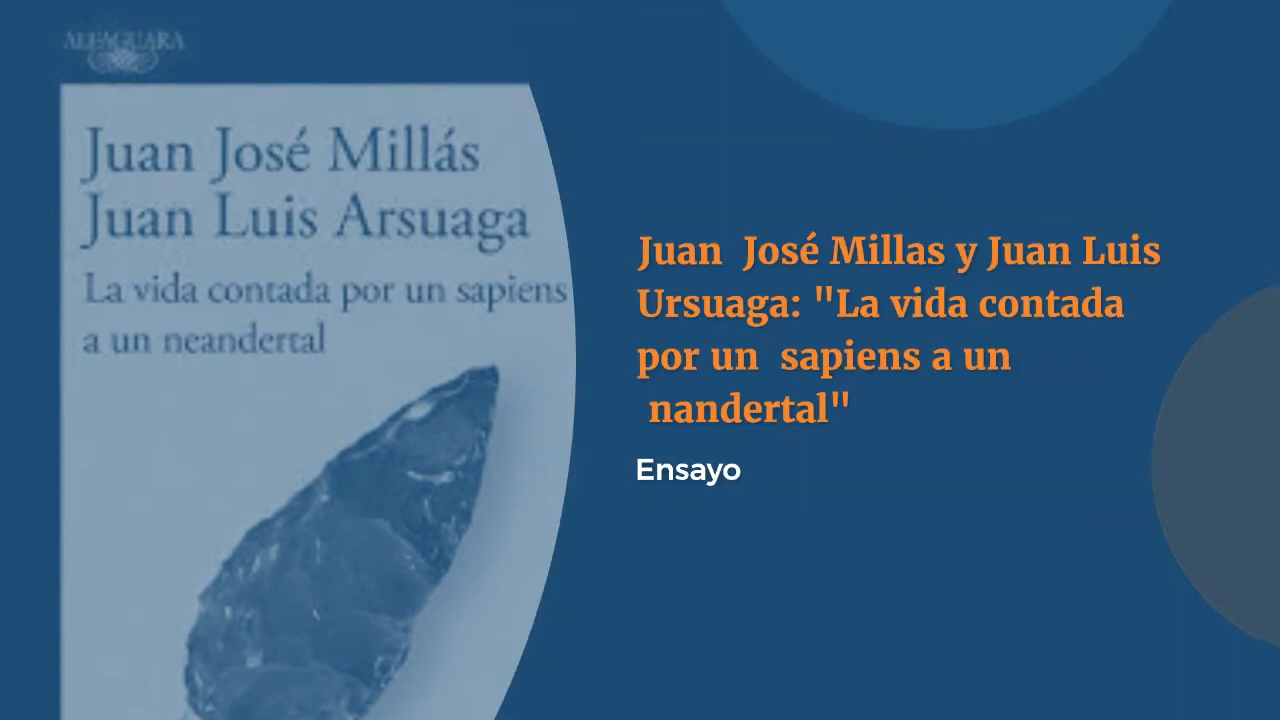 ALFAGUARA
Juan José Millás
Juan Luis Arsuaga
La vida contada por un sapiens
a un neandertal
Juan  José Millas y Juan Luis
Ursuaga: "La vida contada
por un  sapiens a un
nandertal"
Ensayo